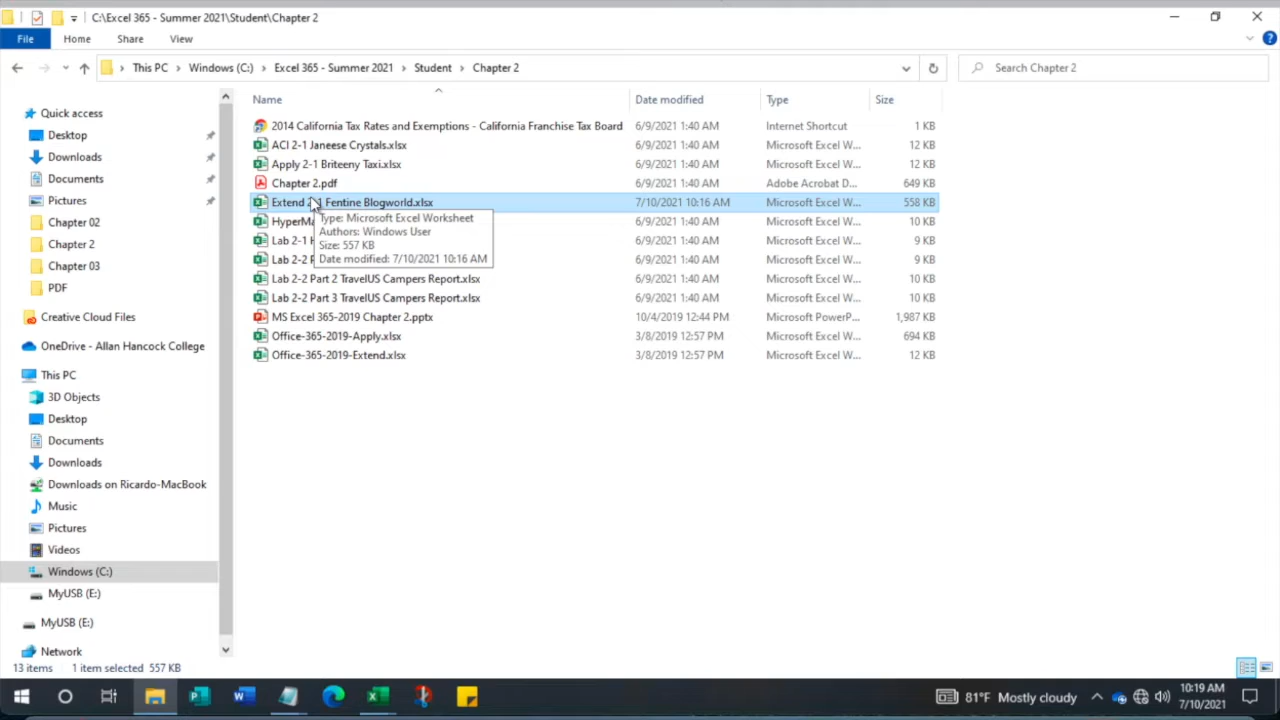 C:\Excel 365 - Summer 2021\Student\Chapter 2
File Home Share View
This PC Windows (C:) Excel 365 - Summer 2021 Student Chapter 2
Search Chapter 2
Name Date modified Type Size
2014 California Tax Rates and Exemptions - California Franchise Tax Board 6/9/2021 1:40 AM Internet Shortcut 1 KB
ACI 2-1 Janeese Crystals.xlsx 6/9/2021 1:40 AM Microsoft Excel W... 12 KB
Apply 2-1 Briteeny Taxi.xlsx 6/9/2021 1:40 AM Microsoft Excel W... 12 KB
Chapter 2.pdf 6/9/2021 1:40 AM Adobe Acrobat D... 649 KB
Extend Fentine Blogworld.xlsx 7/10/2021 10:16 AM Microsoft Excel W... 558 KB
6/9/2021 1:40 AM Microsoft Excel W... 10 KB
Lab 2-1 6/9/2021 1:40 AM Microsoft Excel W... 9 KB
Lab 2-2 6/9/2021 1:40 AM Microsoft Excel W... 9 KB
Lab 2-2 Part 2 TravelUS Campers Report.xlsx 6/9/2021 1:40 AM Microsoft Excel W... 10 KB
Lab 2-2 Part 3 TravelUS Campers Report.xlsx 6/9/2021 1:40 AM Microsoft Excel W... 10 KB
MS Excel 365-2019 Chapter 2.pptx 10/4/2019 12:44 PM Microsoft PowerP... 1,987 KB
Office-365-2019-Apply.xlsx 3/8/2019 12:57 PM Microsoft Excel W... 694 KB
Office-365-2019-Extend.xlsx 3/8/2019 12:57 PM Microsoft Excel W... 12 KB
Type: Microsoft Excel Worksheet
Authors: Windows User
Size: 557 KB
Date modified: 7/10/2021 10:16 AM
Quick access
Desktop
Downloads
Documents
Pictures
Chapter 02
Chapter 2
Chapter 03
PDF
Creative Cloud Files
OneDrive - Allan Hancock College
This PC
3D Objects
Desktop
Documents
Downloads
Downloads on Ricardo-MacBook
Music
Pictures
Videos
Windows (C:)
MyUSB (E:)
MyUSB (E:)
Network
13 items 1 item selected 557 KB
81°F Mostly cloudy
10:19 AM
7/10/2021